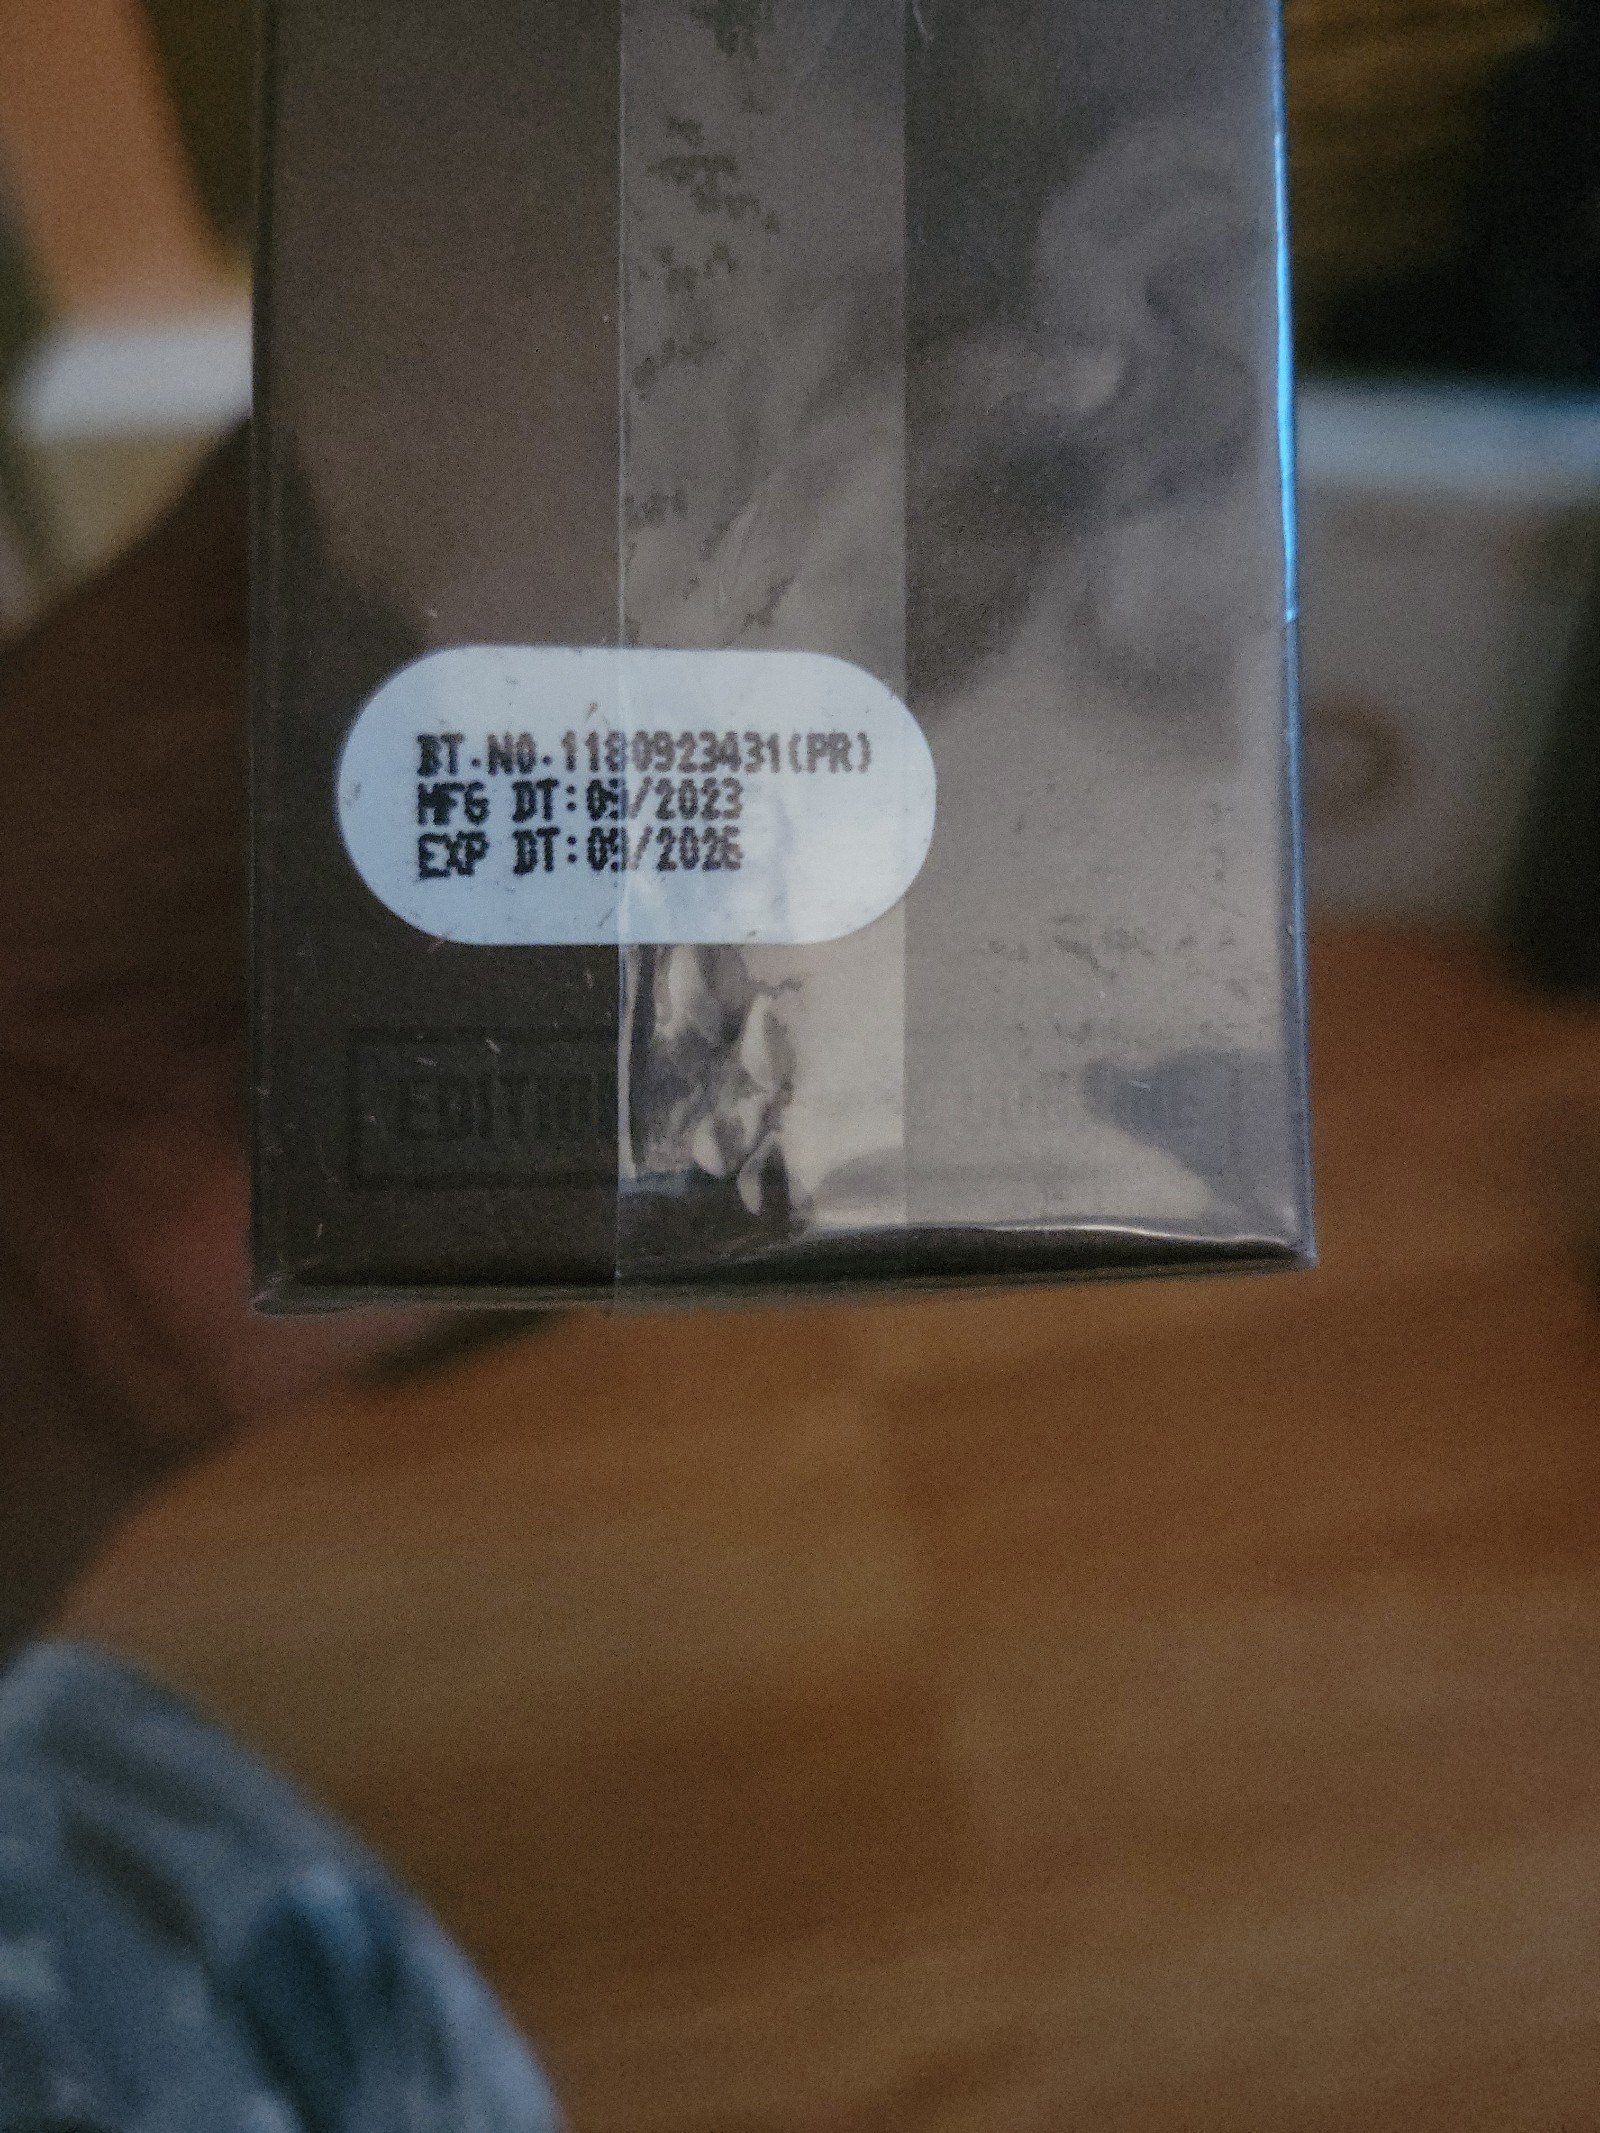 BT.NO.1180923431(PR)
MFG DT:09/2023
EXP DT:09/2026